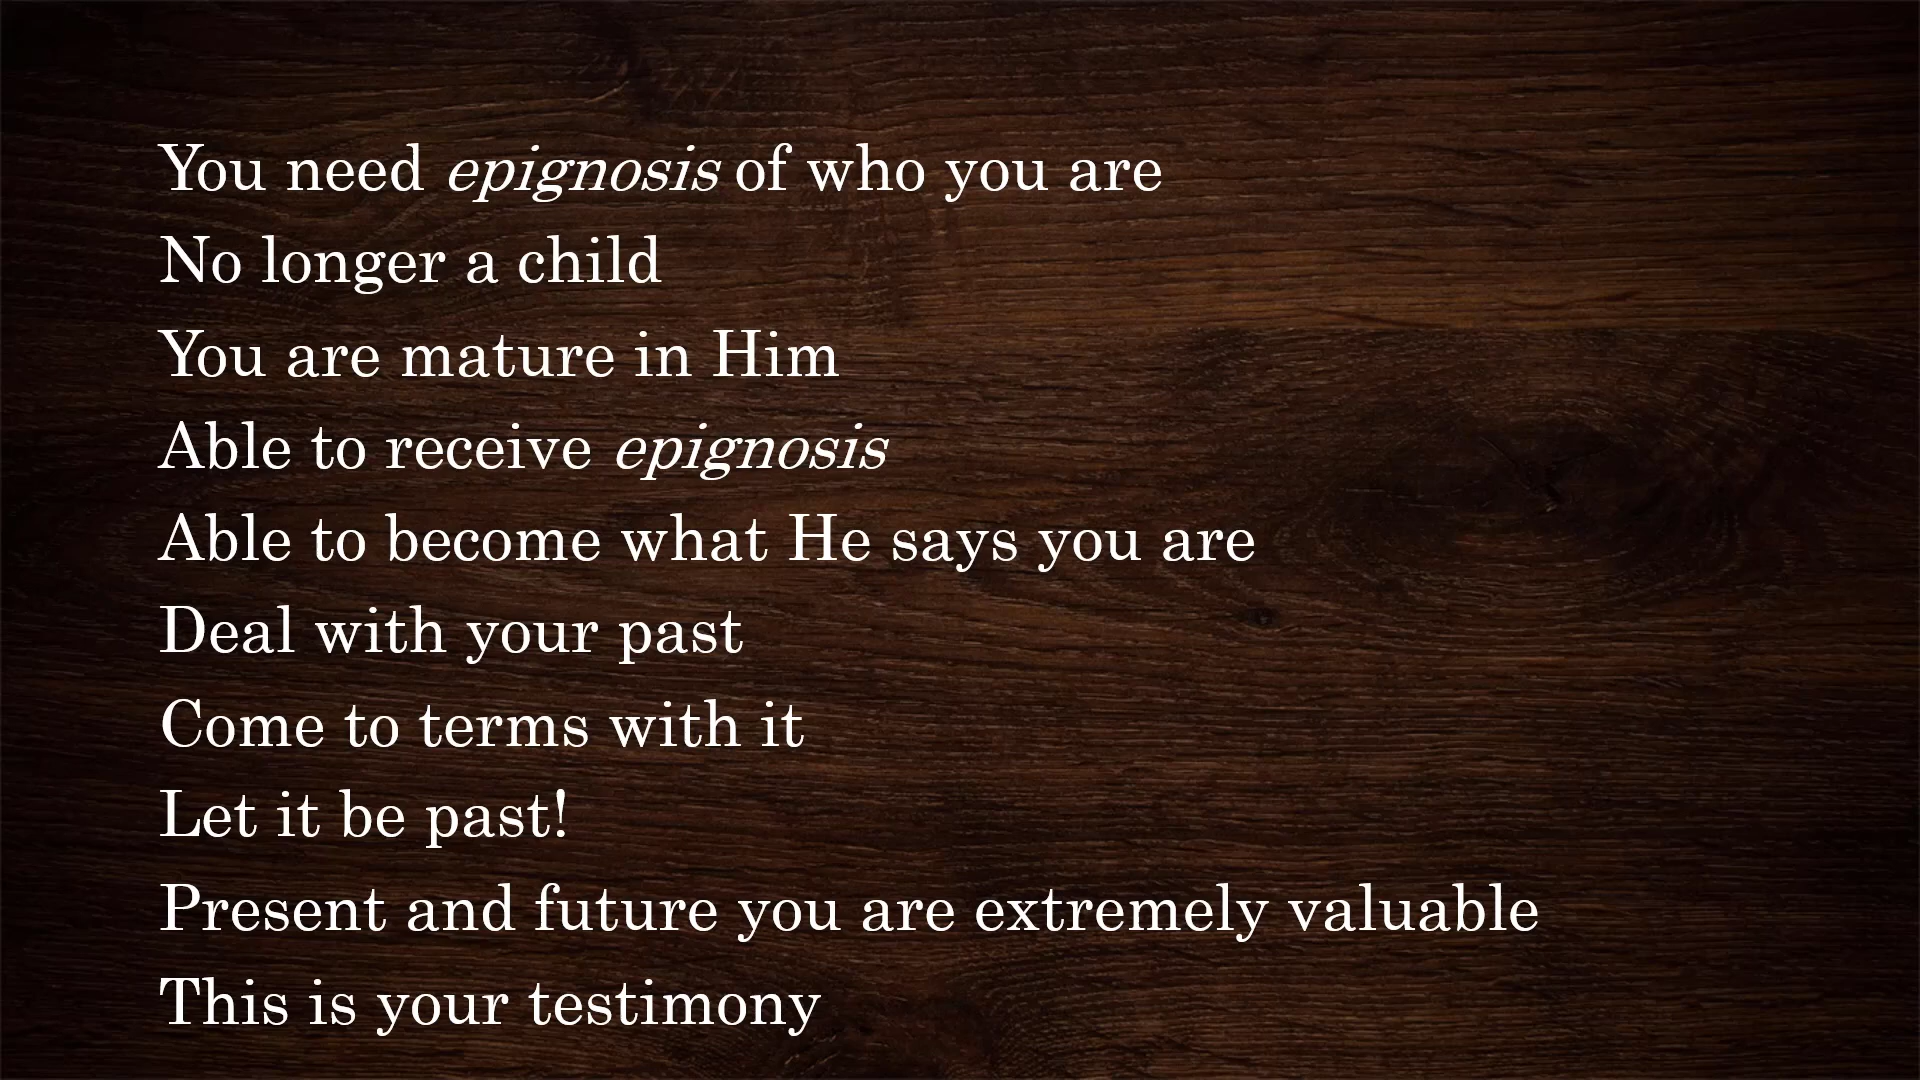 You need epignosis of who you are
No longer a child
You are mature in Him
Able to receive epignosis
Able to become what He says you are
Deal with your past
Come to terms with it
Let it be past!
Present and future you are extremely valuable
This is your testimony